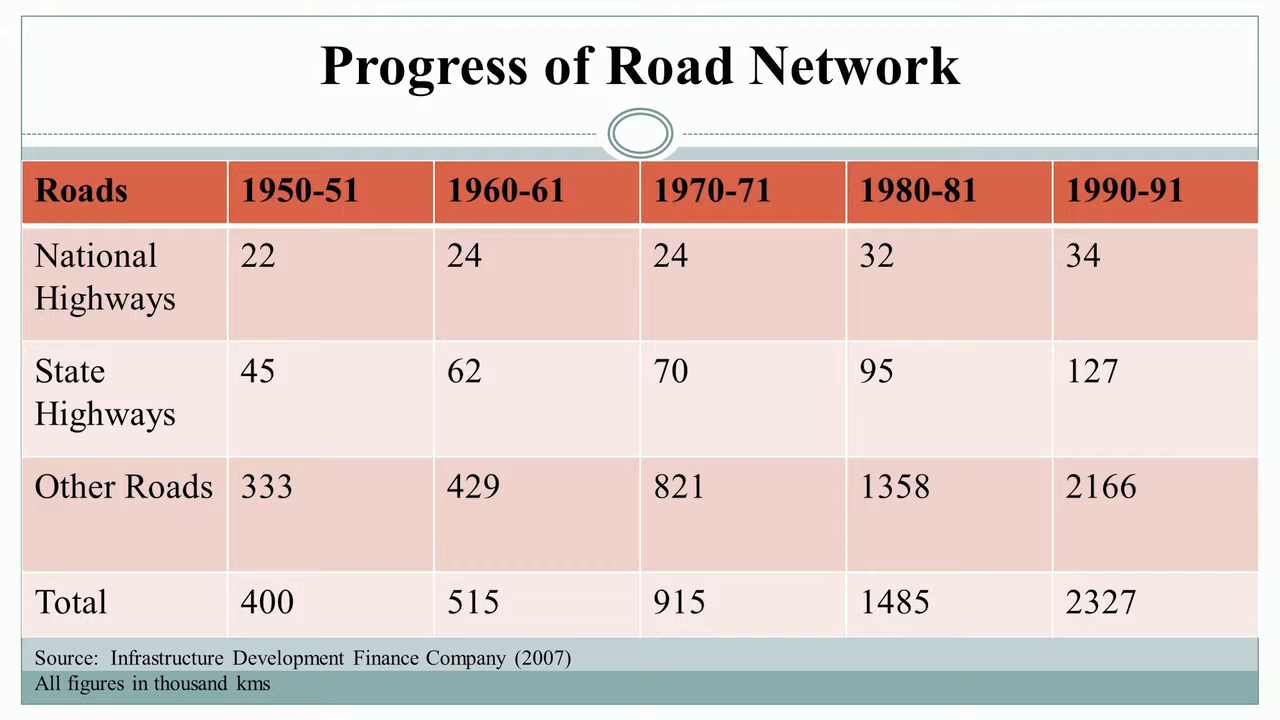 Progress of Road Network
Roads 1950-51 1960-61 1970-71 1980-81 1990-91
National Highways 22 24 24 32 34
State Highways 45 62 70 95 127
Other Roads 333 429 821 1358 2166
Total 400 515 915 1485 2327
Source: Infrastructure Development Finance Company (2007)
All figures in thousand kms